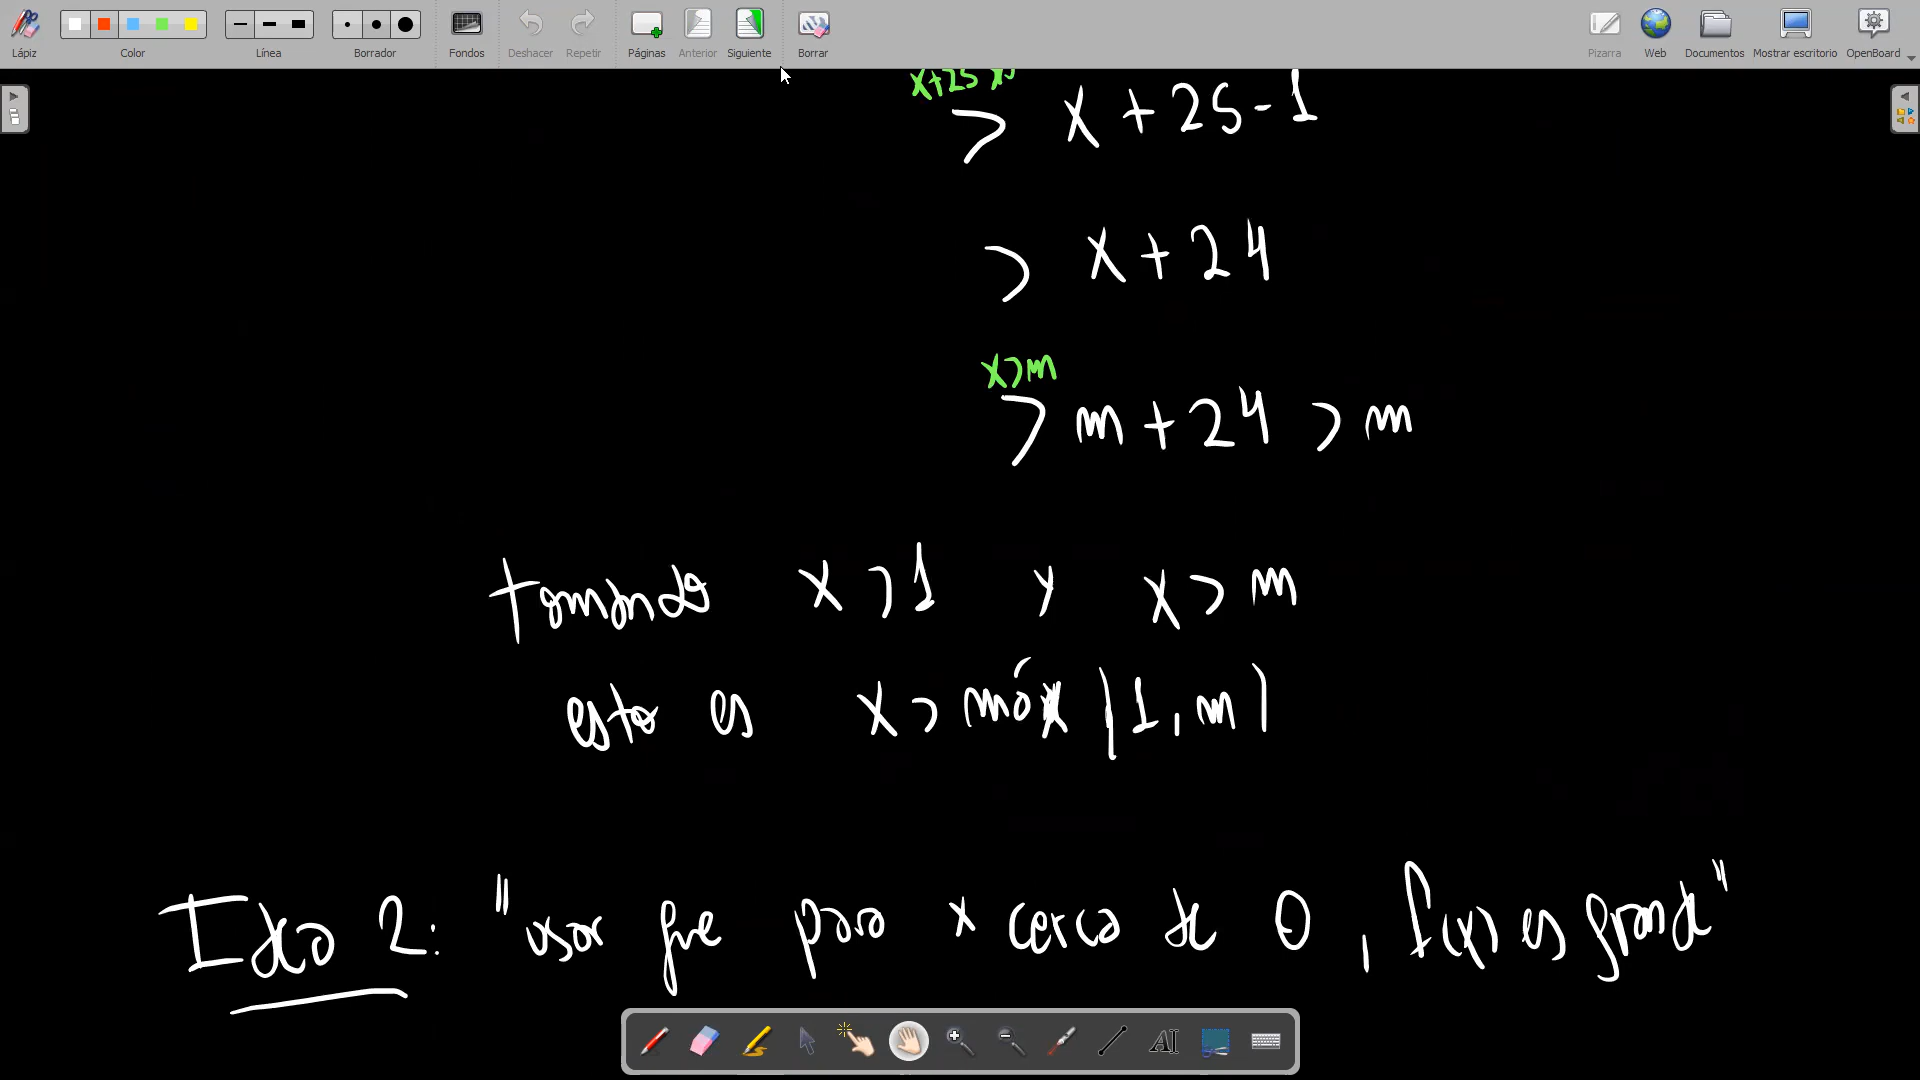 Lápiz Color Línea Borrador Fondos Deshacer Repetir Páginas Anterior Siguiente Borrar Pizarra Web Documentos Mostrar escritorio OpenBoard
> x + 25 - 1
> x + 24
x > m
> m + 24 > m
tomando x > 1 y x > m
esto es x > máx {1, m}
Idea 2: "usar que para x cerca de 0, f(x) es grande"
AI